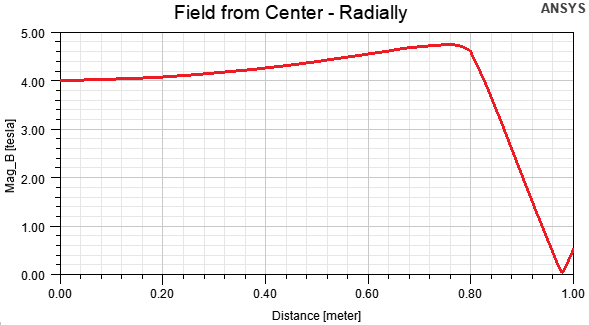 Field from Center - Radially
ANSYS
5.00
4.00
3.00
2.00
1.00
0.00
Mag_B [tesla]
0.00 0.20 0.40 0.60 0.80 1.00
Distance [meter]